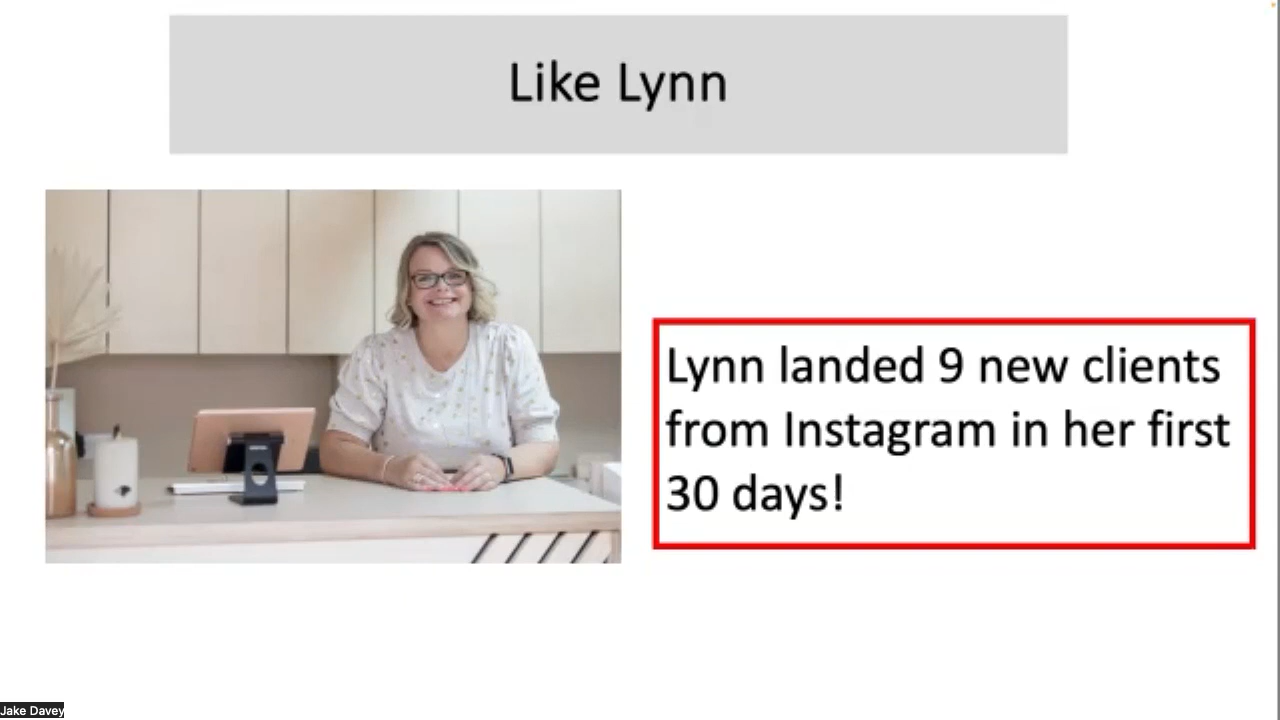 Like Lynn
Lynn landed 9 new clients
from Instagram in her first
30 days!
Jake Davey